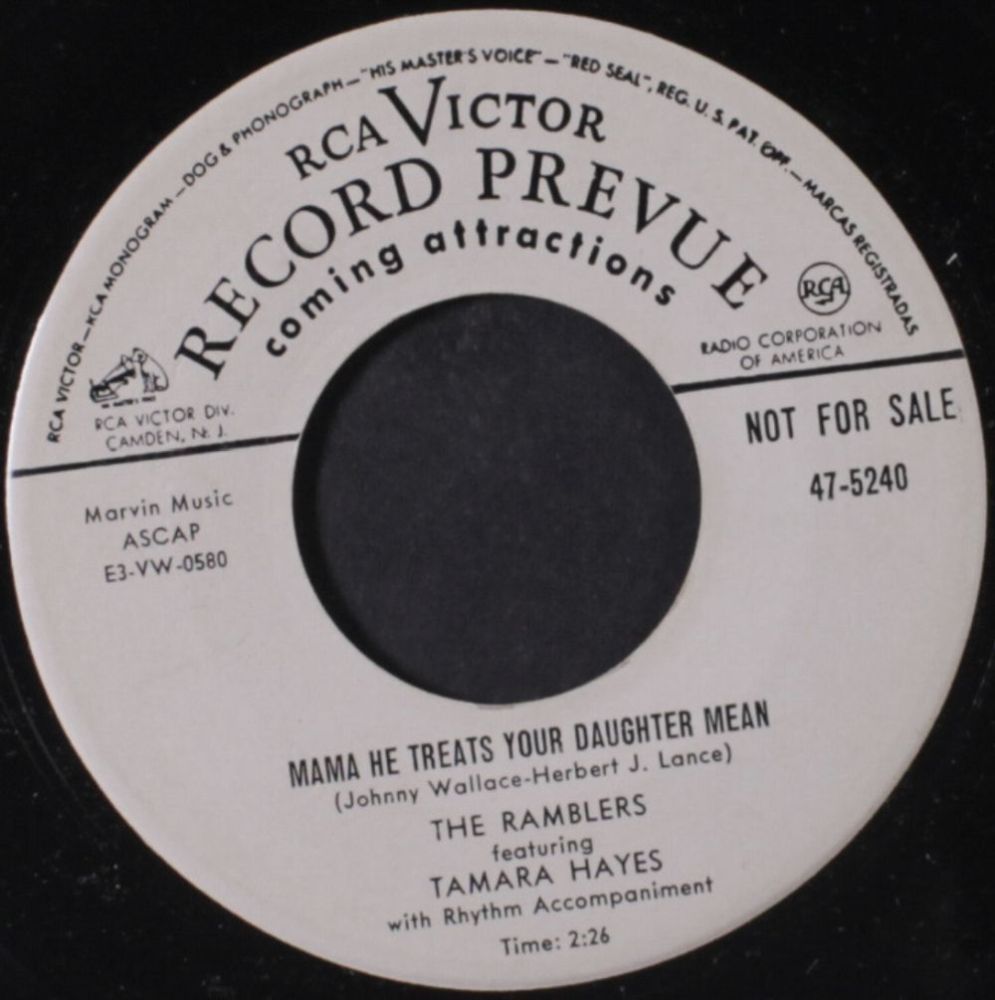 RCA VICTOR—RCA MONOGRAM—DOG & PHONOGRAPH—"HIS MASTER'S VOICE"—"RED SEAL", REG. U. S. PAT. OFF.—MARCAS REGISTRADAS
RCA VICTOR
RECORD PREVUE
coming attractions
RCA
RADIO CORPORATION
OF AMERICA
RCA VICTOR DIV.
CAMDEN, N. J.
NOT FOR SALE
47-5240
Marvin Music
ASCAP
E3-VW-0580
MAMA HE TREATS YOUR DAUGHTER MEAN
(Johnny Wallace-Herbert J. Lance)
THE RAMBLERS
featuring
TAMARA HAYES
with Rhythm Accompaniment
Time: 2:26